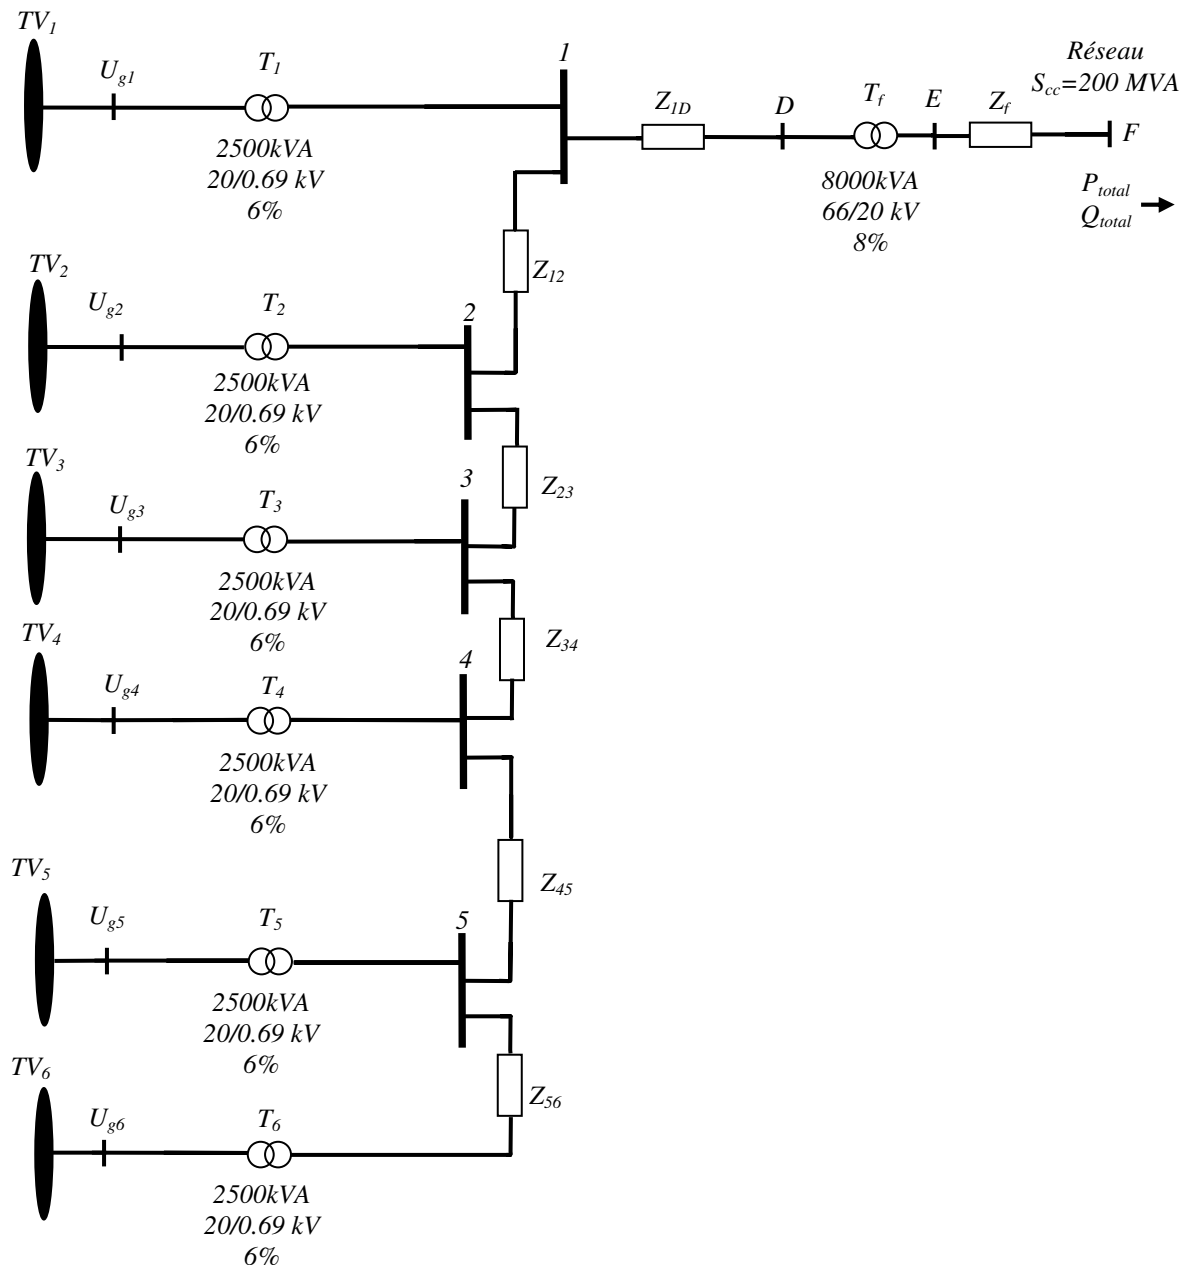 TV1
Ug1
T1
2500kVA
20/0.69 kV
6%
1
Z1D
D
Tf
8000kVA
66/20 kV
8%
E
Zf
Réseau
Scc=200 MVA
F
Ptotal
Qtotal
Z12
TV2
Ug2
T2
2500kVA
20/0.69 kV
6%
2
Z23
TV3
Ug3
T3
2500kVA
20/0.69 kV
6%
3
Z34
TV4
Ug4
T4
2500kVA
20/0.69 kV
6%
4
Z45
TV5
Ug5
T5
2500kVA
20/0.69 kV
6%
5
Z56
TV6
Ug6
T6
2500kVA
20/0.69 kV
6%